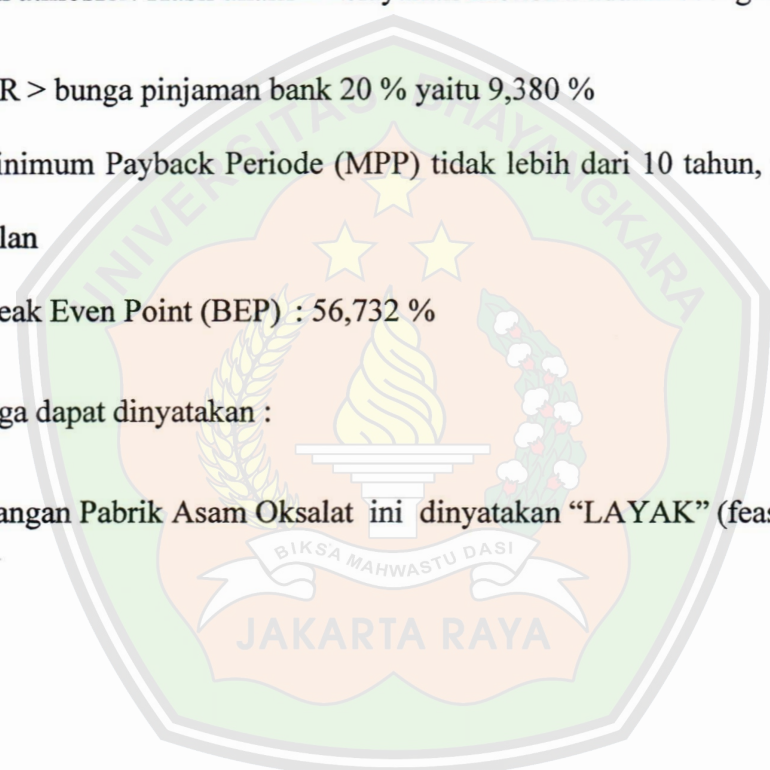 R > bunga pinjaman bank 20 % yaitu 9,380 %
inimum Payback Periode (MPP) tidak lebih dari 10 tahun,
lan
eak Even Point (BEP) : 56,732 %
ga dapat dinyatakan :
angan Pabrik Asam Oksalat ini dinyatakan “LAYAK” (feas
UNIVERSITAS BHAYANGKARA
BIKSA MAHWASTU DASI
JAKARTA RAYA